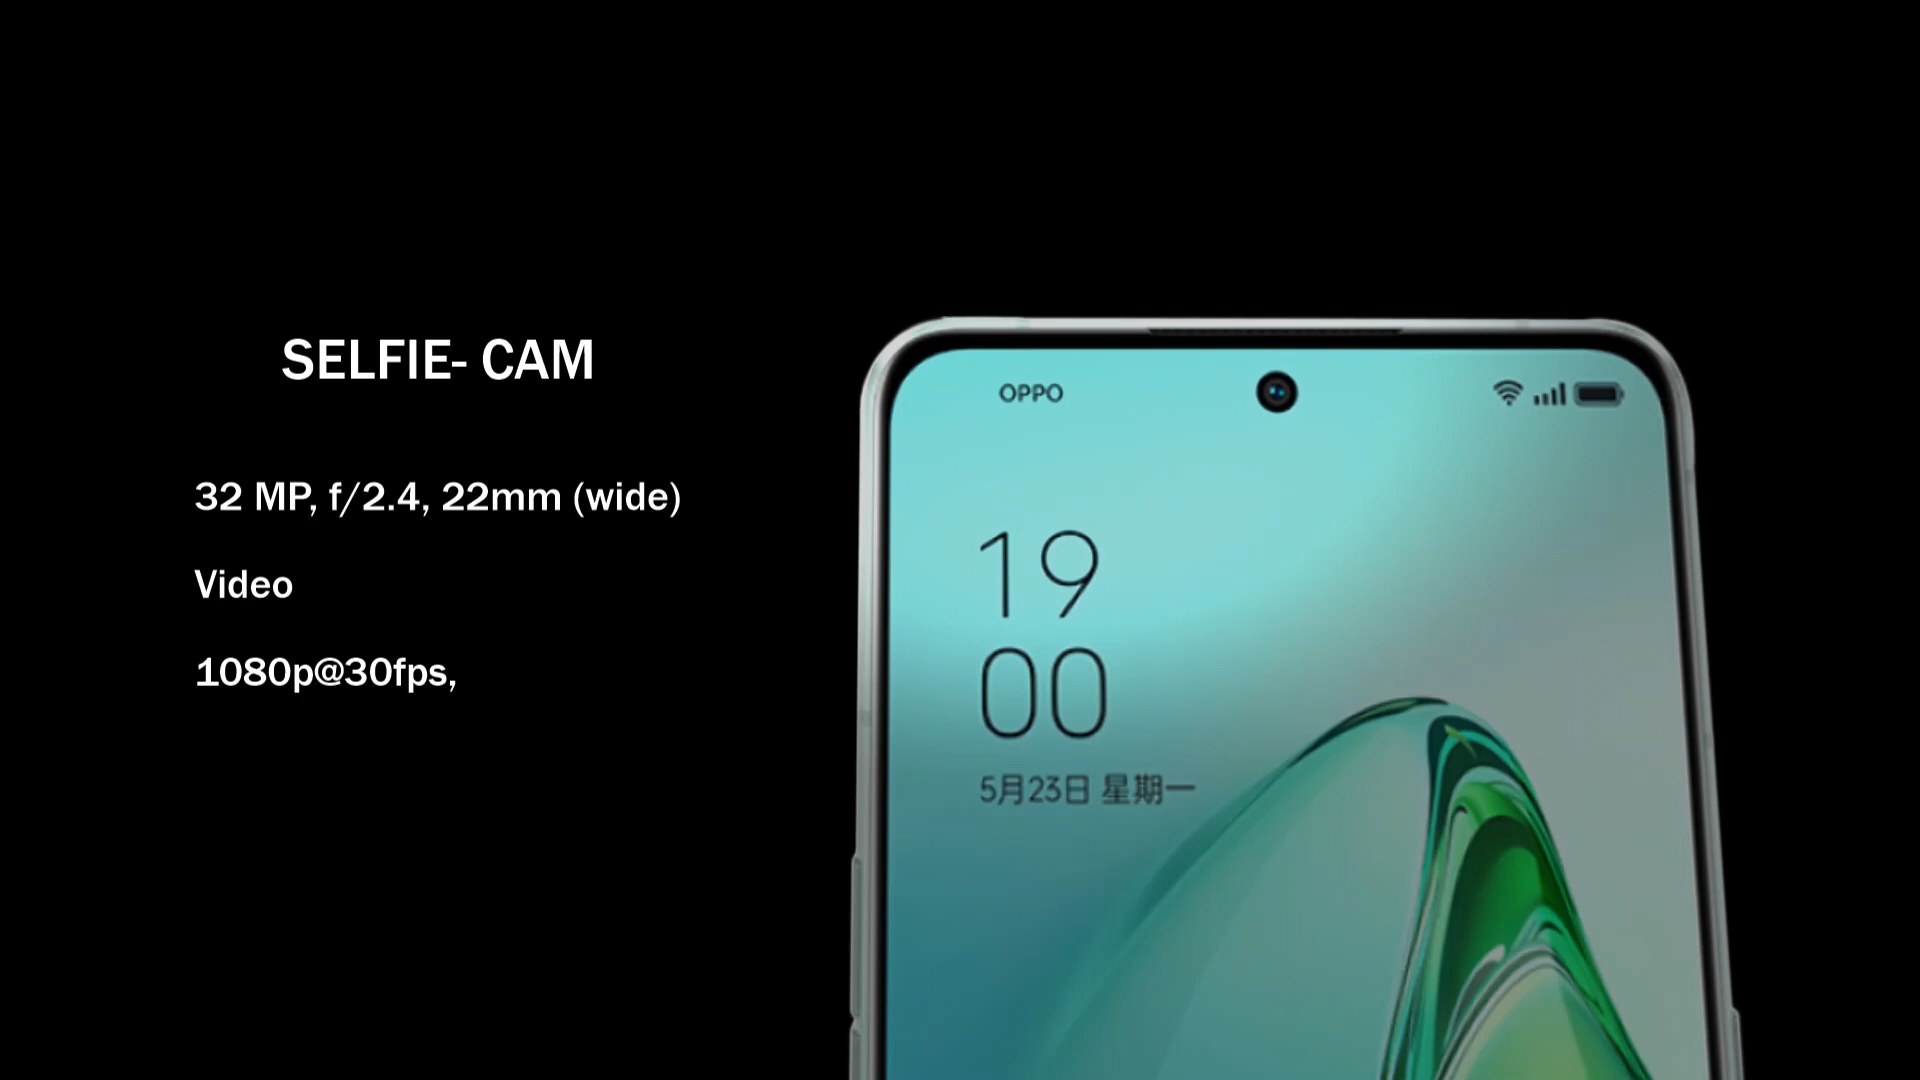 SELFIE- CAM
32 MP, f/2.4, 22mm (wide)
Video
1080p@30fps,
OPPO
19
00
5月23日 星期一